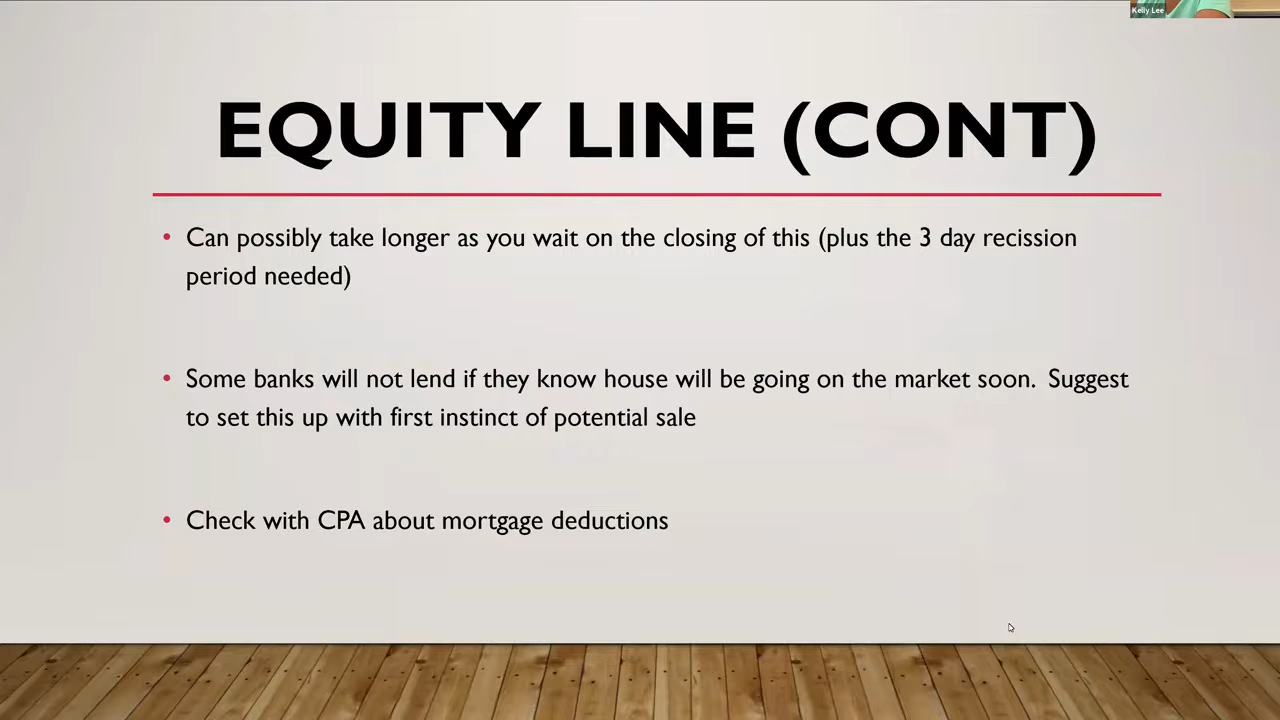 Kelly Lee
EQUITY LINE (CONT)
• Can possibly take longer as you wait on the closing of this (plus the 3 day recission
period needed)
• Some banks will not lend if they know house will be going on the market soon.  Suggest
to set this up with first instinct of potential sale
• Check with CPA about mortgage deductions